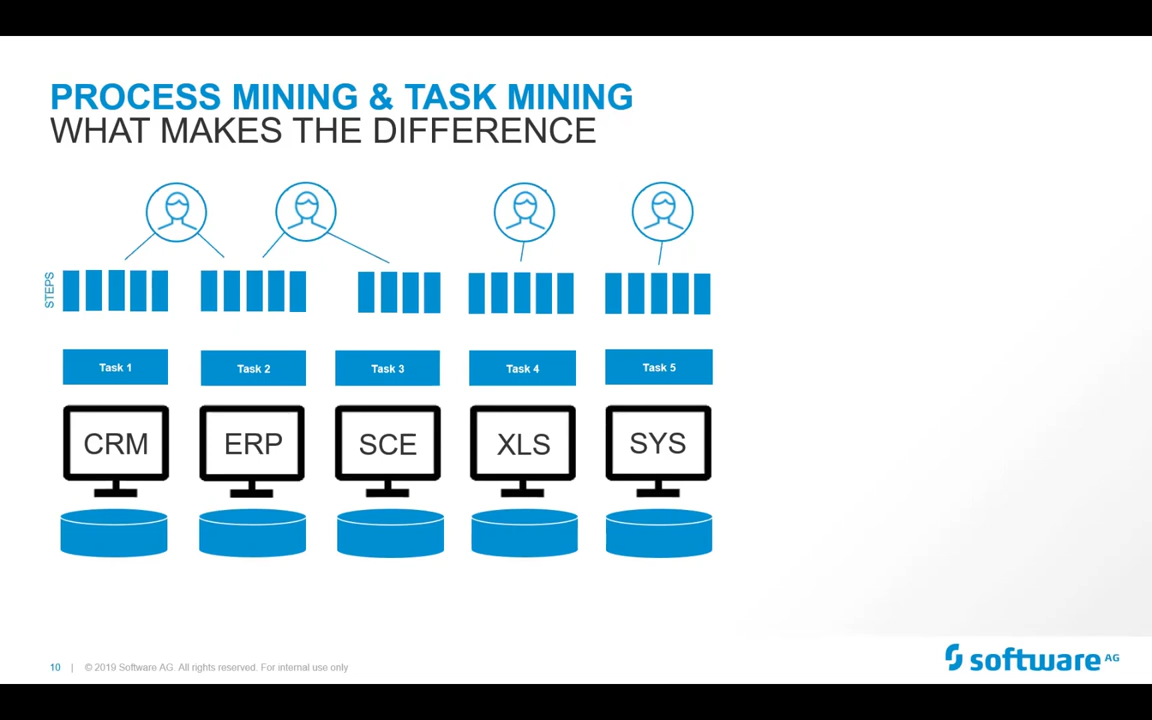 PROCESS MINING & TASK MINING
WHAT MAKES THE DIFFERENCE
STEPS
Task 1
Task 2
Task 3
Task 4
Task 5
CRM
ERP
SCE
XLS
SYS
10 | © 2019 Software AG. All rights reserved. For internal use only
software AG